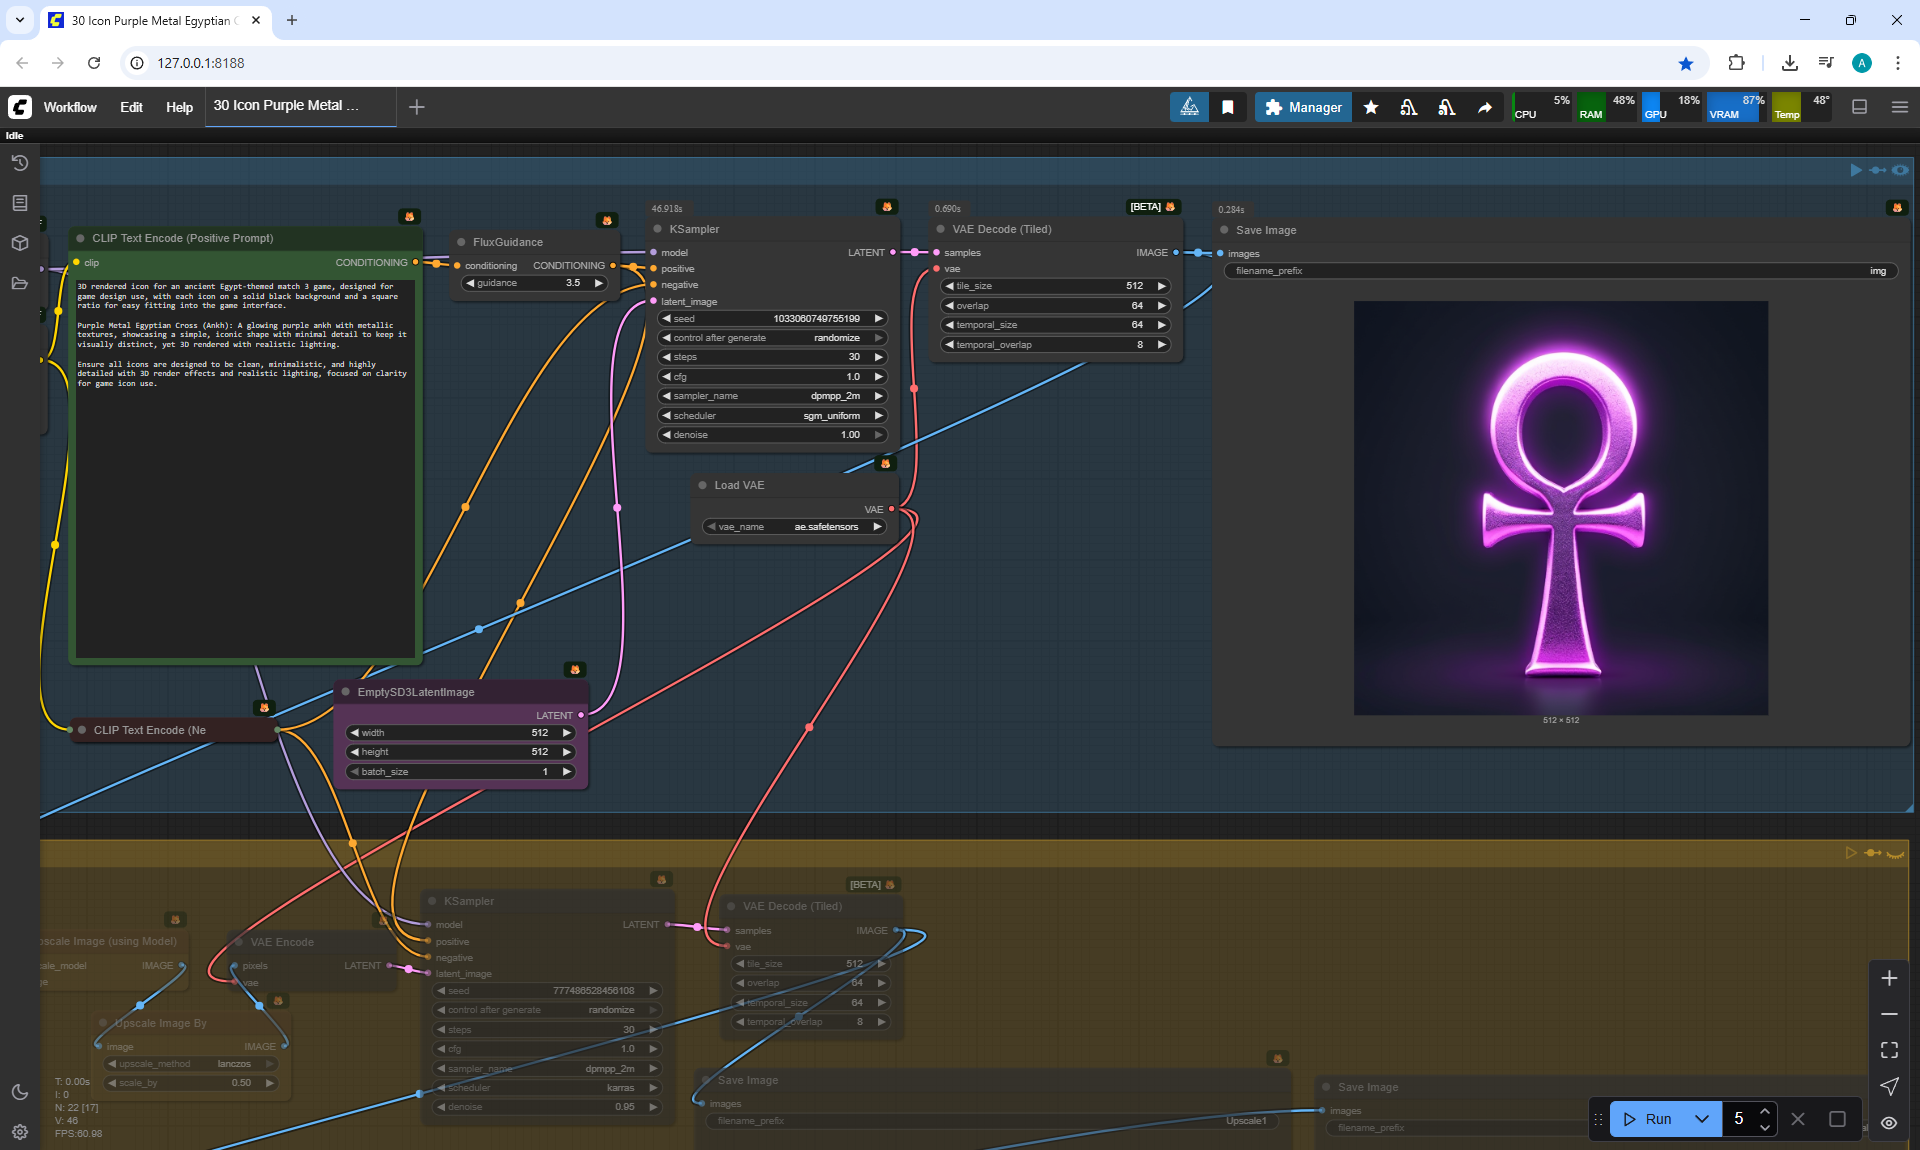 30 Icon Purple Metal Egyptian
127.0.0.1:8188
A
Workflow
Edit
Help
30 Icon Purple Metal ...
Manager
CPU 5%
RAM 48%
GPU 18%
VRAM 87%
Temp 48°
Idle
CLIP Text Encode (Positive Prompt)
clip
CONDITIONING
3D rendered icon for an ancient Egypt-themed match 3 game, designed for
game design use, with each icon on a solid black background and a square
ratio for easy fitting into the game interface.
Purple Metal Egyptian Cross (Ankh): A glowing purple ankh with metallic
textures, showcasing a simple, iconic shape with minimal detail to keep it
visually distinct, yet 3D rendered with realistic lighting.
Ensure all icons are designed to be clean, minimalistic, and highly
detailed with 3D render effects and realistic lighting, focused on clarity
for game icon use.
FluxGuidance
conditioning
CONDITIONING
guidance 3.5
46.918s
KSampler
model
LATENT
positive
negative
latent_image
seed 1033060749755199
control after generate randomize
steps 30
cfg 1.0
sampler_name dpmpp_2m
scheduler sgm_uniform
denoise 1.00
0.690s
[BETA]
VAE Decode (Tiled)
samples
IMAGE
vae
tile_size 512
overlap 64
temporal_size 64
temporal_overlap 8
0.284s
Save Image
images
filename_prefix img
512 × 512
Load VAE
VAE
vae_name ae.safetensors
EmptySD3LatentImage
LATENT
width 512
height 512
batch_size 1
CLIP Text Encode (Ne
scale Image (using Model)
ale_model
IMAGE
ge
VAE Encode
pixels
LATENT
vae
Upscale Image By
image
IMAGE
upscale_method lanczos
scale_by 0.50
KSampler
model
LATENT
positive
negative
latent_image
seed 777486528456108
control after generate randomize
steps 30
cfg 1.0
sampler_name dpmpp_2m
scheduler karras
denoise 0.95
[BETA]
VAE Decode (Tiled)
samples
IMAGE
vae
tile_size 512
overlap 64
temporal_size 64
temporal_overlap 8
Save Image
images
filename_prefix Upscale1
Save Image
images
filename_prefix
T: 0.00s
I: 0
N: 22 [17]
V: 46
FPS:60.98
Run
5